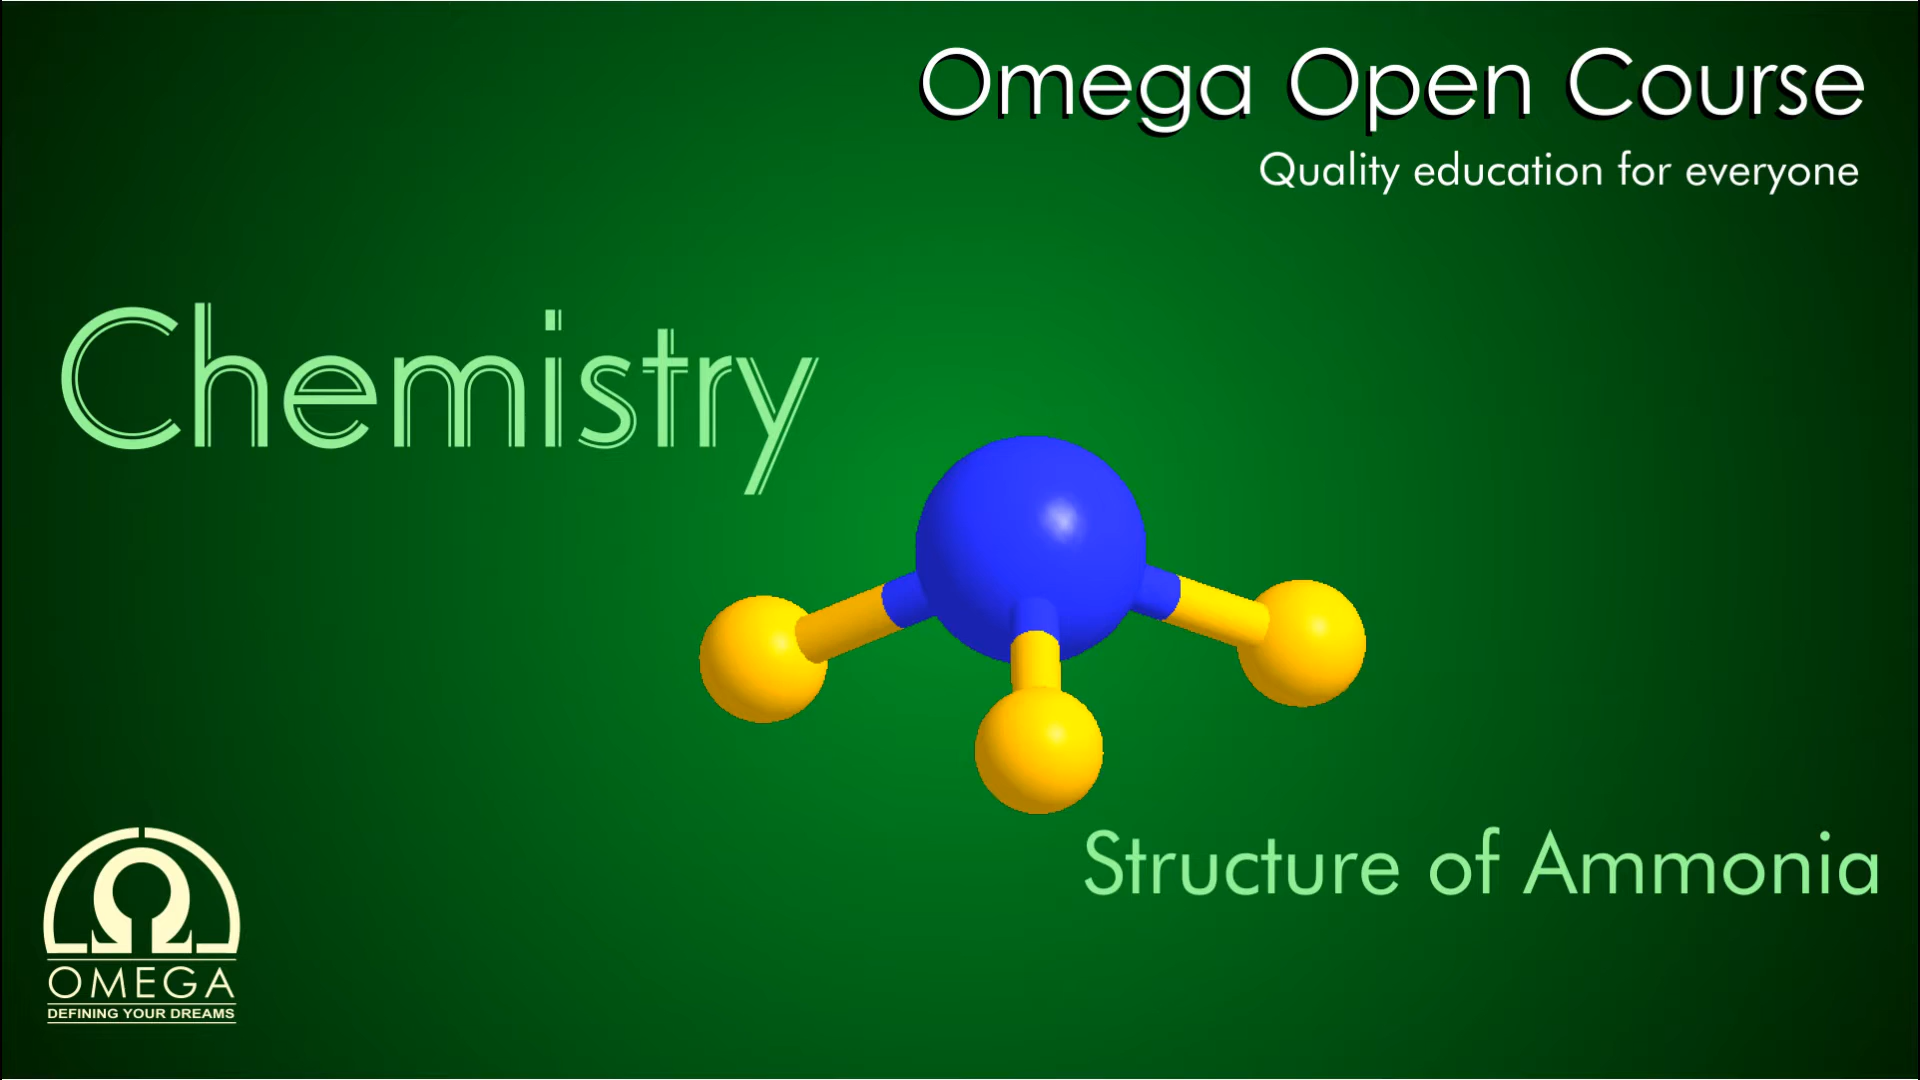 Omega Open Course
Quality education for everyone
Chemistry
Structure of Ammonia
OMEGA
DEFINING YOUR DREAMS